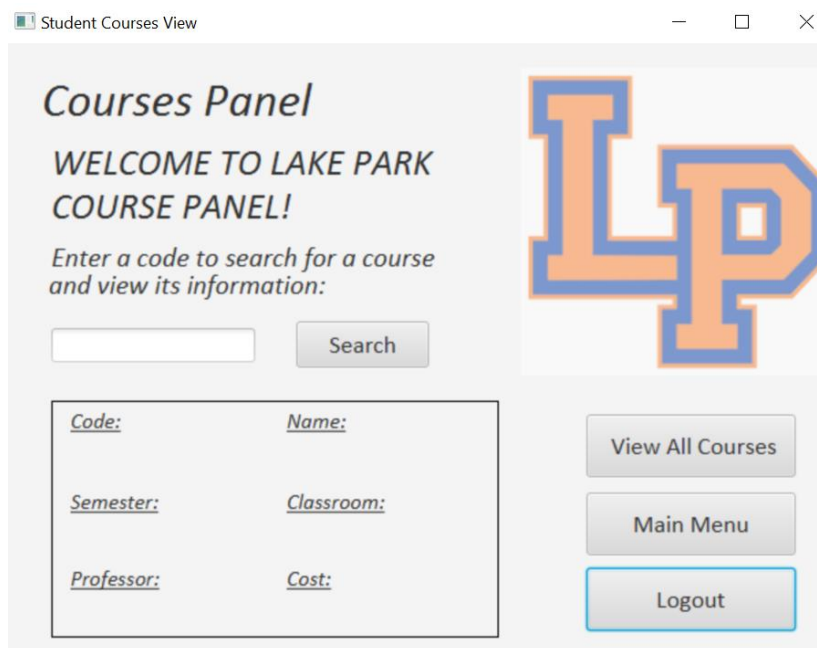 Student Courses View
Courses Panel
WELCOME TO LAKE PARK
COURSE PANEL!
Enter a code to search for a course
and view its information:
Search
LP
Code:
Name:
Semester:
Classroom:
Professor:
Cost:
View All Courses
Main Menu
Logout